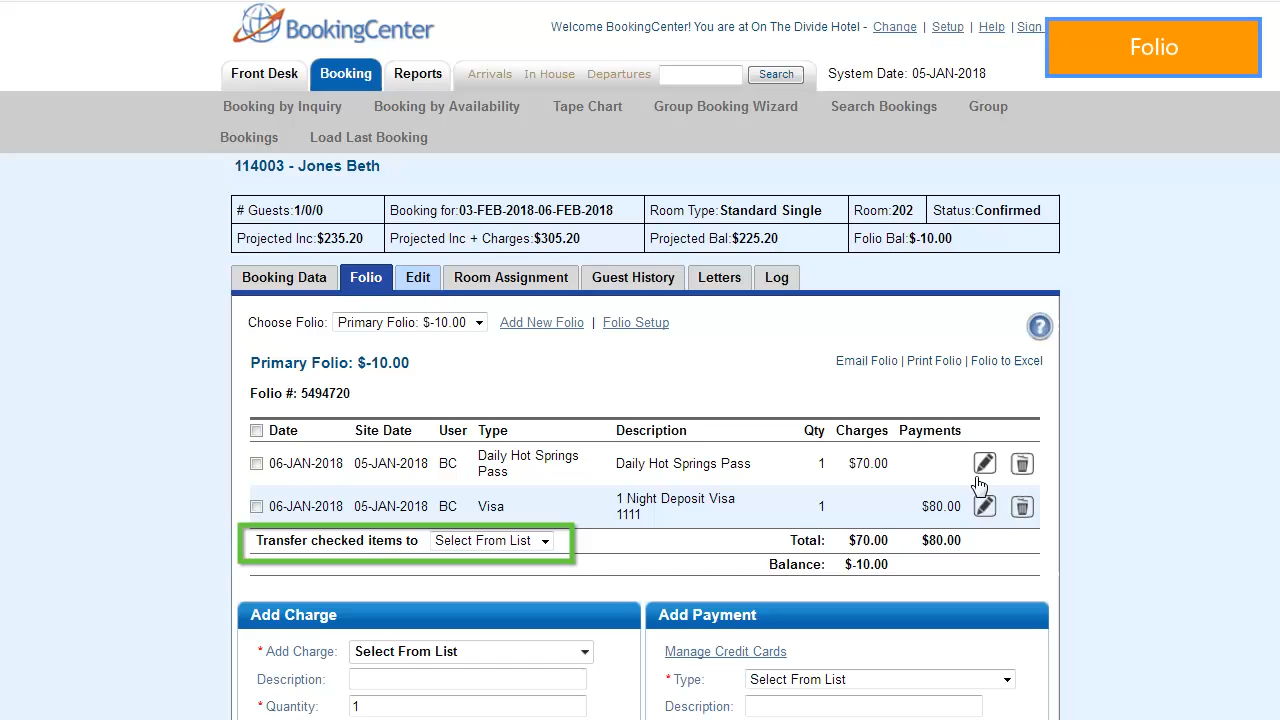 BookingCenter
Welcome BookingCenter! You are at On The Divide Hotel - Change | Setup | Help | Sign
Folio
Front Desk Booking Reports Arrivals In House Departures Search System Date: 05-JAN-2018
Booking by Inquiry Booking by Availability Tape Chart Group Booking Wizard Search Bookings Group
Bookings Load Last Booking
114003 - Jones Beth
# Guests:1/0/0 Booking for:03-FEB-2018-06-FEB-2018 Room Type:Standard Single Room:202 Status:Confirmed
Projected Inc:$235.20 Projected Inc + Charges:$305.20 Projected Bal:$225.20 Folio Bal:$-10.00
Booking Data Folio Edit Room Assignment Guest History Letters Log
Choose Folio: Primary Folio: $-10.00 Add New Folio | Folio Setup ?
Primary Folio: $-10.00 Email Folio | Print Folio | Folio to Excel
Folio #: 5494720
Date Site Date User Type Description Qty Charges Payments
06-JAN-2018 05-JAN-2018 BC Daily Hot Springs Pass Daily Hot Springs Pass 1 $70.00
06-JAN-2018 05-JAN-2018 BC Visa 1 Night Deposit Visa 1111 1 $80.00
Transfer checked items to Select From List Total: $70.00 $80.00
Balance: $-10.00
Add Charge Add Payment
* Add Charge: Select From List Manage Credit Cards
Description: * Type: Select From List
* Quantity: 1 Description: